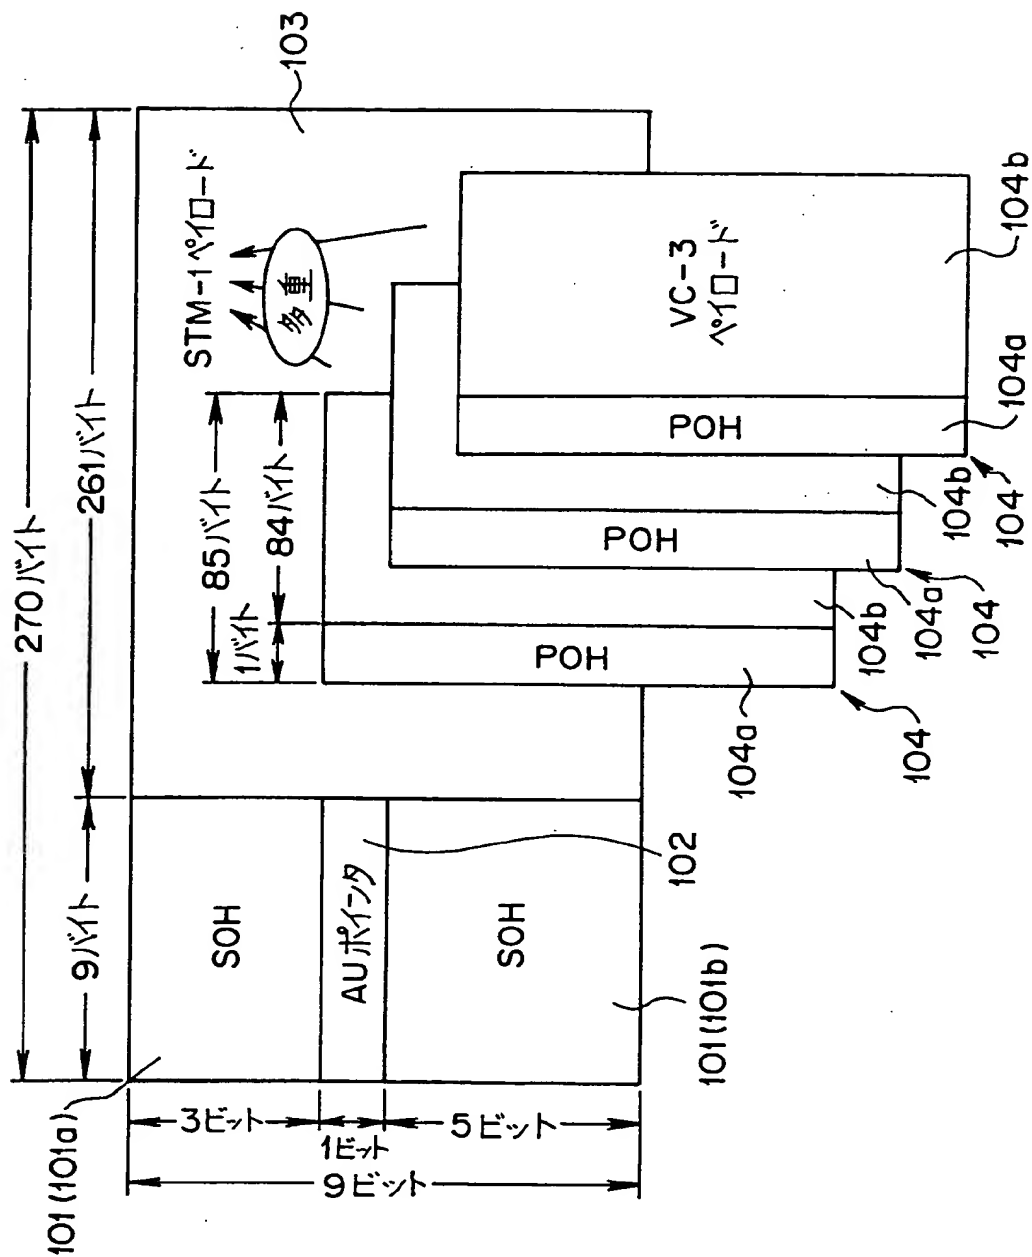 270バイト
9バイト
261バイト
101(101a)
SOH
AUポインタ
SOH
3ビット
1ビット
5ビット
9ビット
101(101b)
102
STM-1ペイロード
103
多重
85バイト
1バイト
84バイト
POH
POH
POH
VC-3
ペイロード
104a
104b
104
104a
104b
104
104a
104b
104